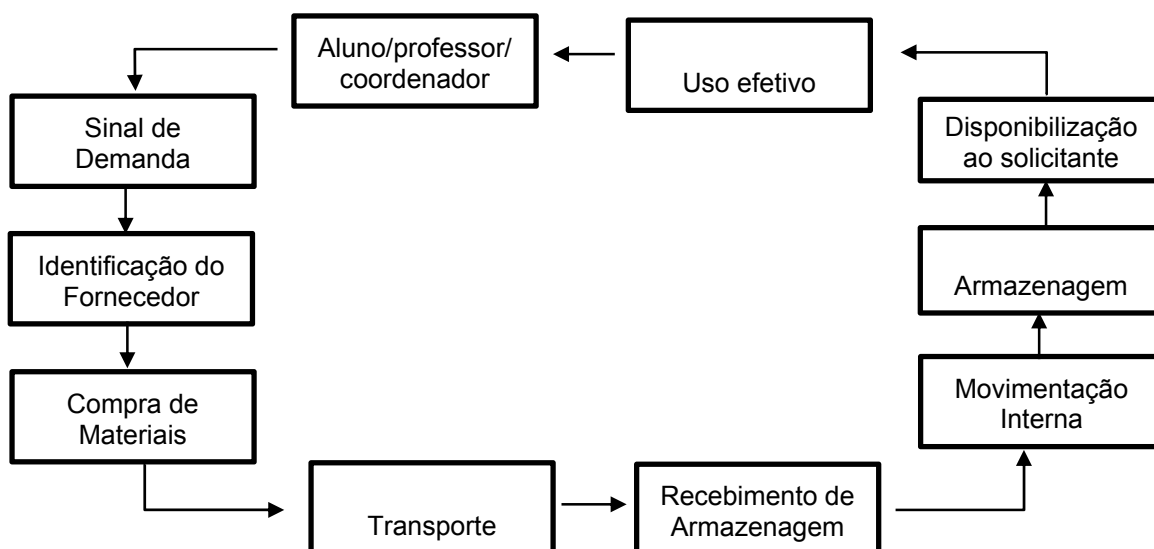 Aluno/professor/
coordenador
Uso efetivo
Sinal de
Demanda
Disponibilização
ao solicitante
Identificação do
Fornecedor
Armazenagem
Compra de
Materiais
Movimentação
Interna
Transporte
Recebimento de
Armazenagem